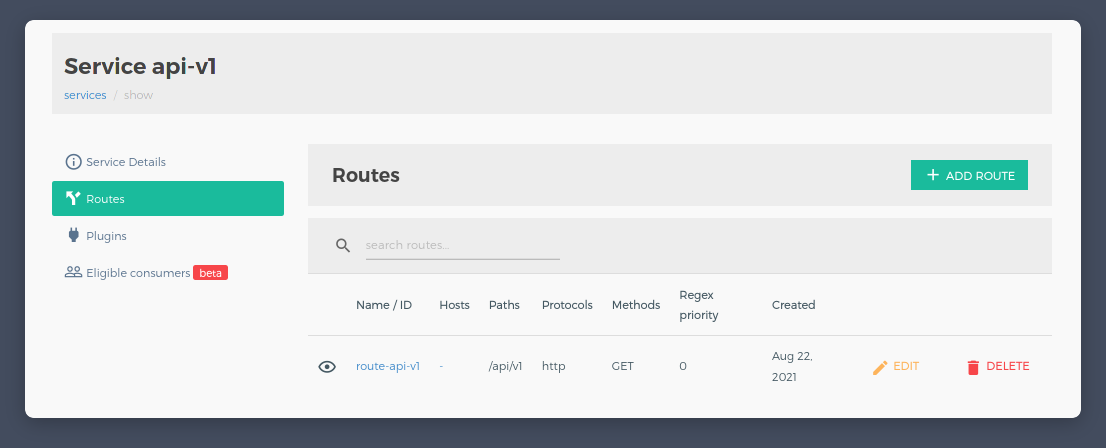 Service api-v1
services / show
Service Details
Routes
Plugins
Eligible consumers beta
Routes
ADD ROUTE
search routes...
Name / ID Hosts Paths Protocols Methods Regex priority Created
route-api-v1 - /api/v1 http GET 0 Aug 22, 2021 EDIT DELETE